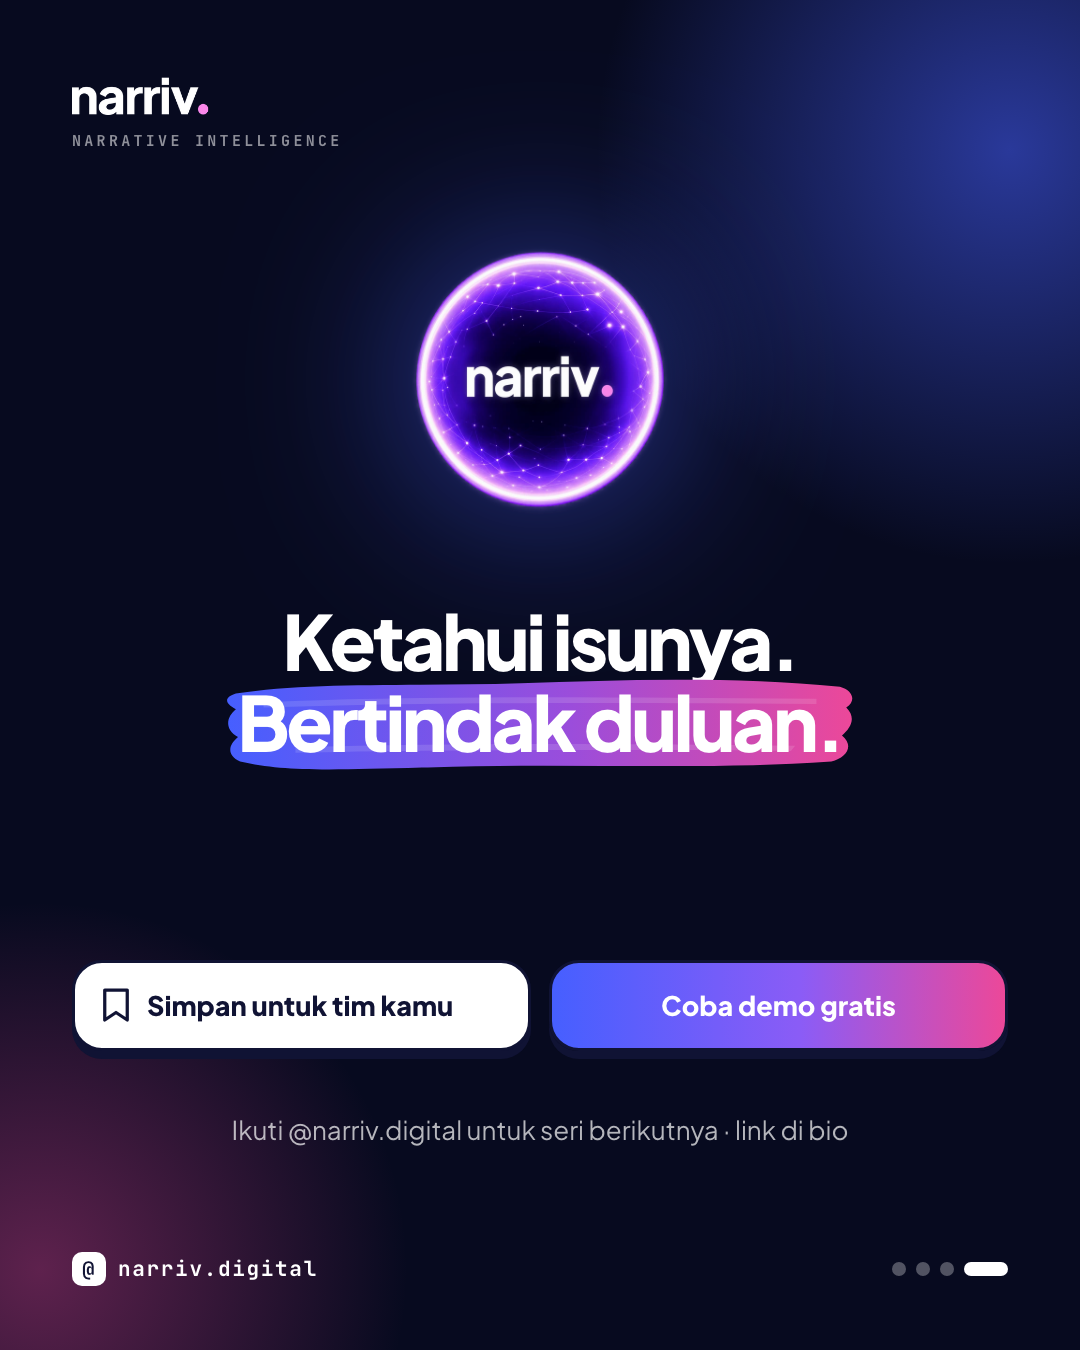 narriv.
NARRATIVE INTELLIGENCE
narriv.
Ketahui isunya.
Bertindak duluan.
Simpan untuk tim kamu
Coba demo gratis
Ikuti @narriv.digital untuk seri berikutnya · link di bio
@ narriv.digital